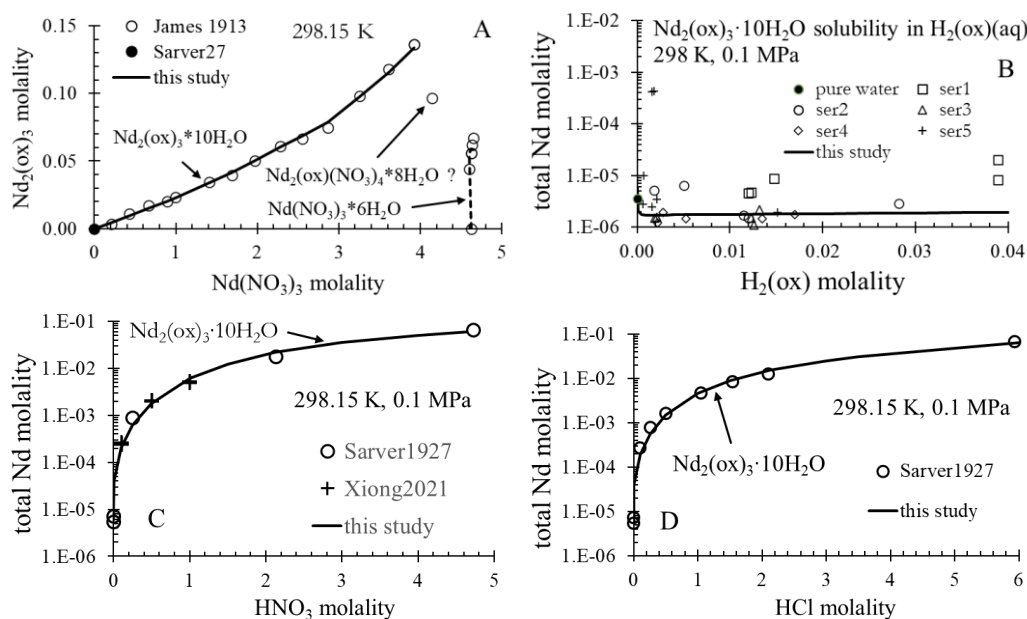 James 1913
Sarver27
this study
298.15 K
A
Nd₂(ox)₃*10H₂O
Nd₂(ox)(NO₃)₄*8H₂O ?
Nd(NO₃)₃*6H₂O
0.15
0.10
0.05
0.00
0 1 2 3 4 5
Nd₂(ox)₃ molality
Nd(NO₃)₃ molality
Nd₂(ox)₃·10H₂O solubility in H₂(ox)(aq)
298 K, 0.1 MPa
B
pure water
ser1
ser2
ser3
ser4
ser5
this study
1.E-02
1.E-03
1.E-04
1.E-05
1.E-06
0.00 0.01 0.02 0.03 0.04
total Nd molality
H₂(ox) molality
Nd₂(ox)₃·10H₂O
298.15 K, 0.1 MPa
Sarver1927
Xiong2021
this study
C
1.E-01
1.E-02
1.E-03
1.E-04
1.E-05
1.E-06
0 1 2 3 4 5
total Nd molality
HNO₃ molality
298.15 K, 0.1 MPa
Nd₂(ox)₃·10H₂O
Sarver1927
this study
D
1.E-01
1.E-02
1.E-03
1.E-04
1.E-05
1.E-06
0 1 2 3 4 5 6
total Nd molality
HCl molality